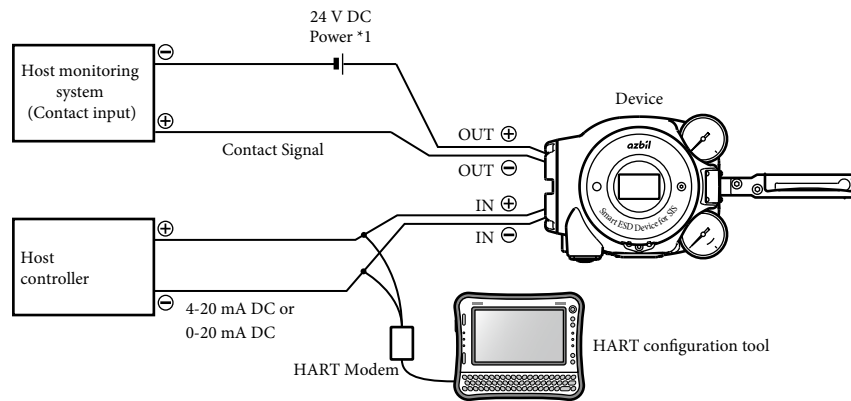 24 V DC
Power *1
⊖
Host monitoring
system
(Contact input)
⊕
Contact Signal
Device
OUT ⊕
OUT ⊖
azbil
Smart ESD Device for SIS
IN ⊕
IN ⊖
⊕
Host
controller
⊖
4-20 mA DC or
0-20 mA DC
HART Modem
HART configuration tool